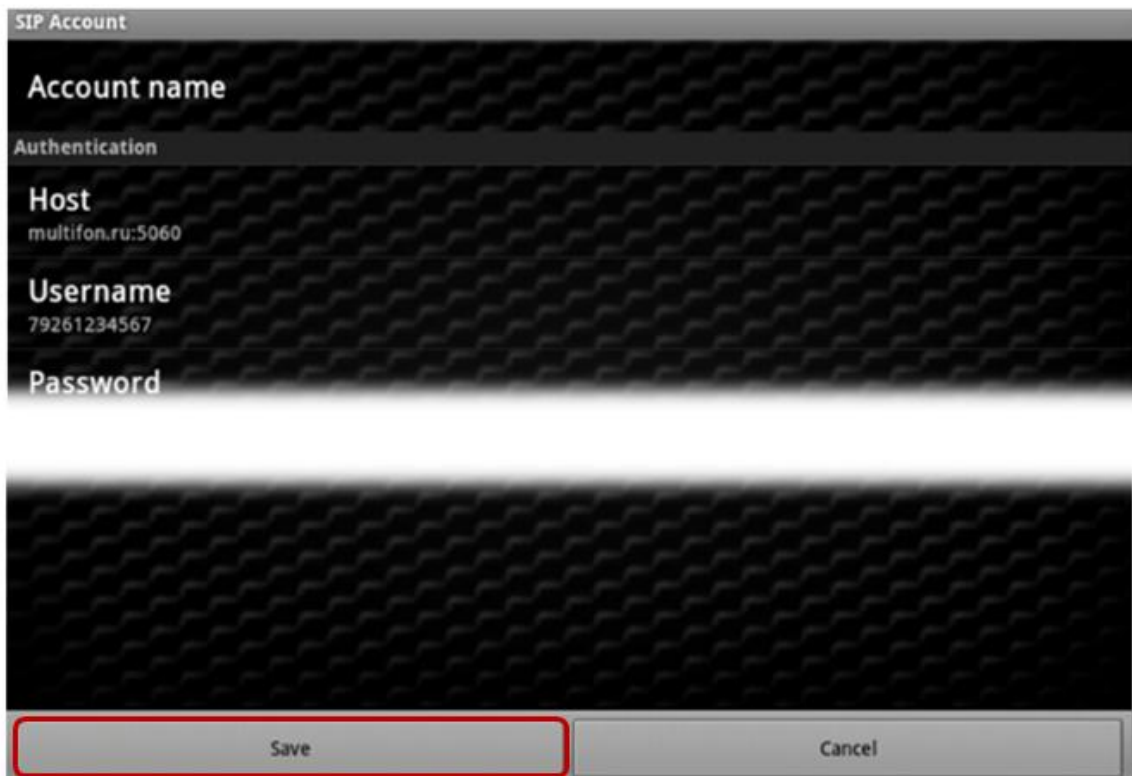 SIP Account
Account name
Authentication
Host
multifon.ru:5060
Username
79261234567
Password
Save
Cancel